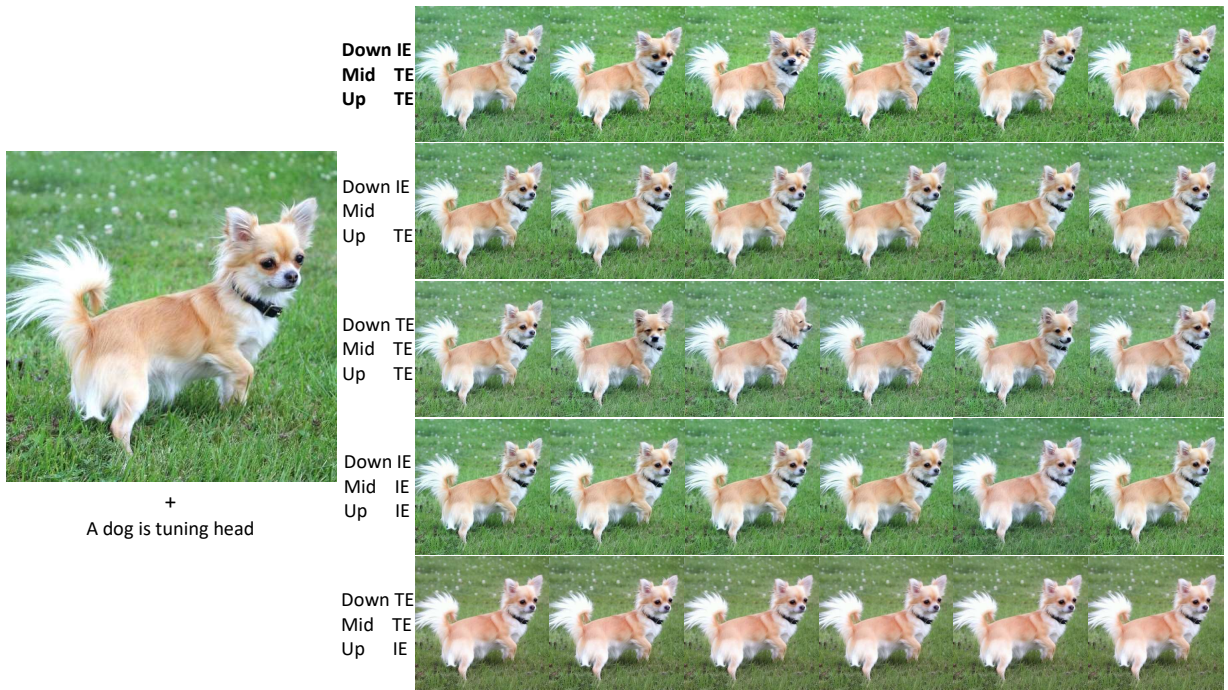 Down IE
Mid TE
Up TE
Down IE
Mid
Up TE
Down TE
Mid TE
Up TE
Down IE
Mid IE
Up IE
Down TE
Mid TE
Up IE
+
A dog is tuning head